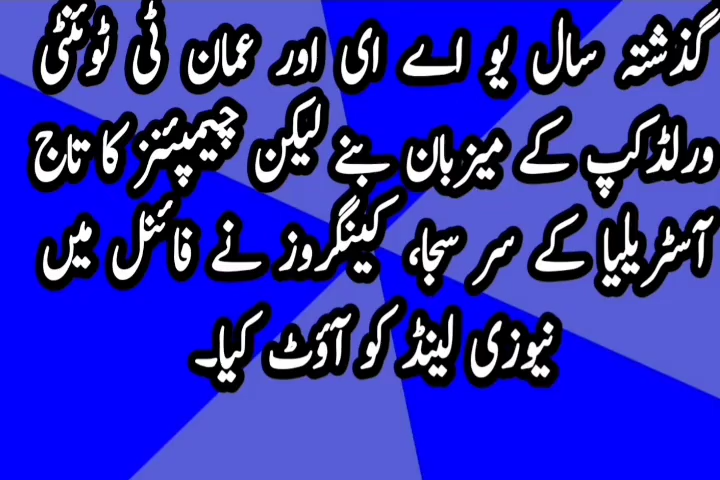 گذشتہ سال یو اے ای اور عمان ٹی ٹوئنٹی
ورلڈکپ کے میزبان بنے لیکن چیمپئنز کا تاج
آسٹریلیا کے سر سجا، کینگروز نے فائنل میں
نیوزی لینڈ کو آؤٹ کیا۔